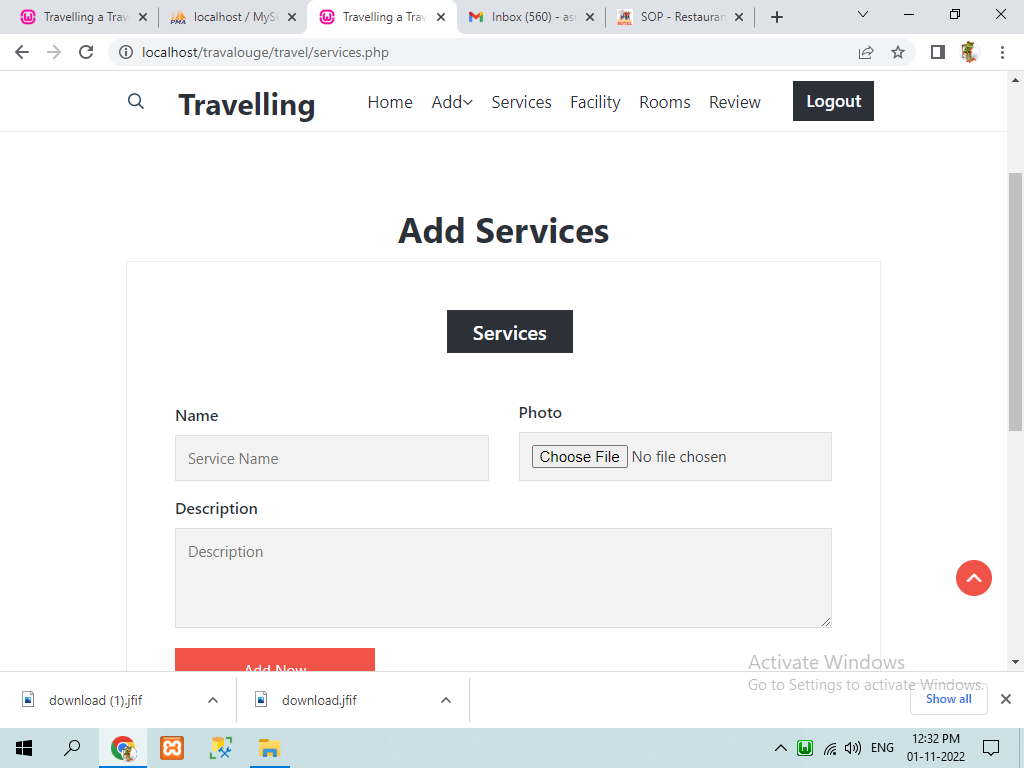 Travelling a Trav
localhost / MySQ
Travelling a Trav
Inbox (560) - asn
SOP - Restauran
localhost/travalouge/travel/services.php
Travelling
Home
Add
Services
Facility
Rooms
Review
Logout
Add Services
Services
Name
Photo
Service Name
Choose File No file chosen
Description
Description
Add Now
Activate Windows
Go to Settings to activate Windows.
download (1).jfif
download.jfif
Show all
ENG
12:32 PM
01-11-2022